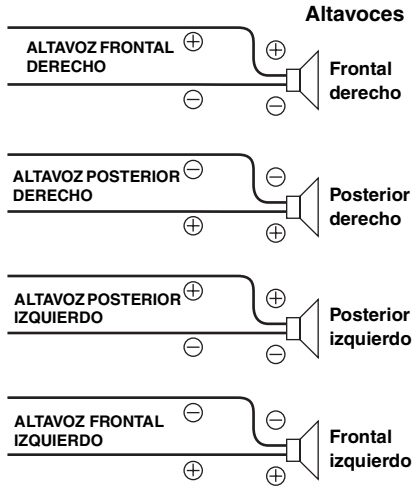 Altavoces
ALTAVOZ FRONTAL
DERECHO
⊕
⊖
⊕
⊖
Frontal
derecho
ALTAVOZ POSTERIOR
DERECHO
⊖
⊕
⊖
⊕
Posterior
derecho
ALTAVOZ POSTERIOR
IZQUIERDO
⊕
⊖
⊕
⊖
Posterior
izquierdo
ALTAVOZ FRONTAL
IZQUIERDO
⊖
⊕
⊖
⊕
Frontal
izquierdo